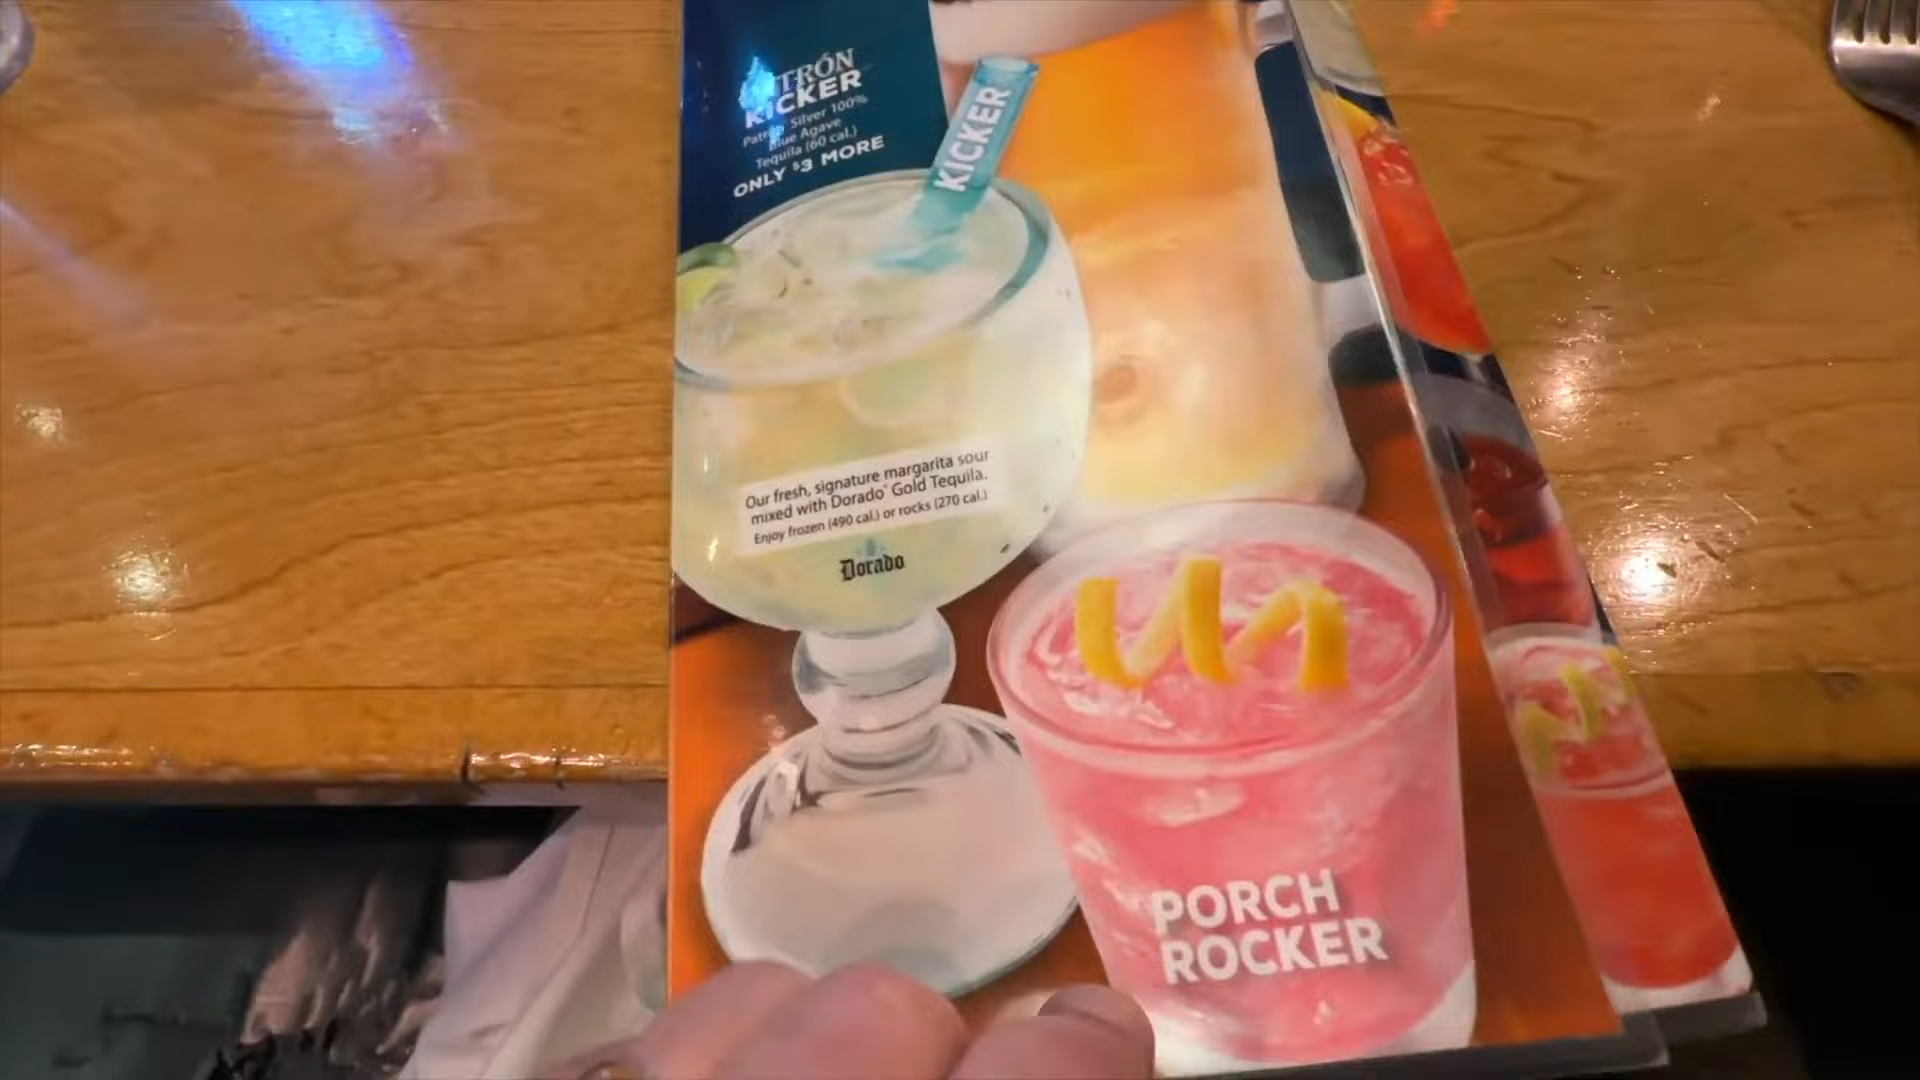 PATRÓN
KICKER
Patrón Silver 100%
Blue Agave
Tequila (60 cal.)
ONLY $3 MORE
KICKER
Our fresh, signature margarita sour
mixed with Dorado® Gold Tequila.
Enjoy frozen (490 cal.) or rocks (270 cal.)
Dorado
PORCH
ROCKER